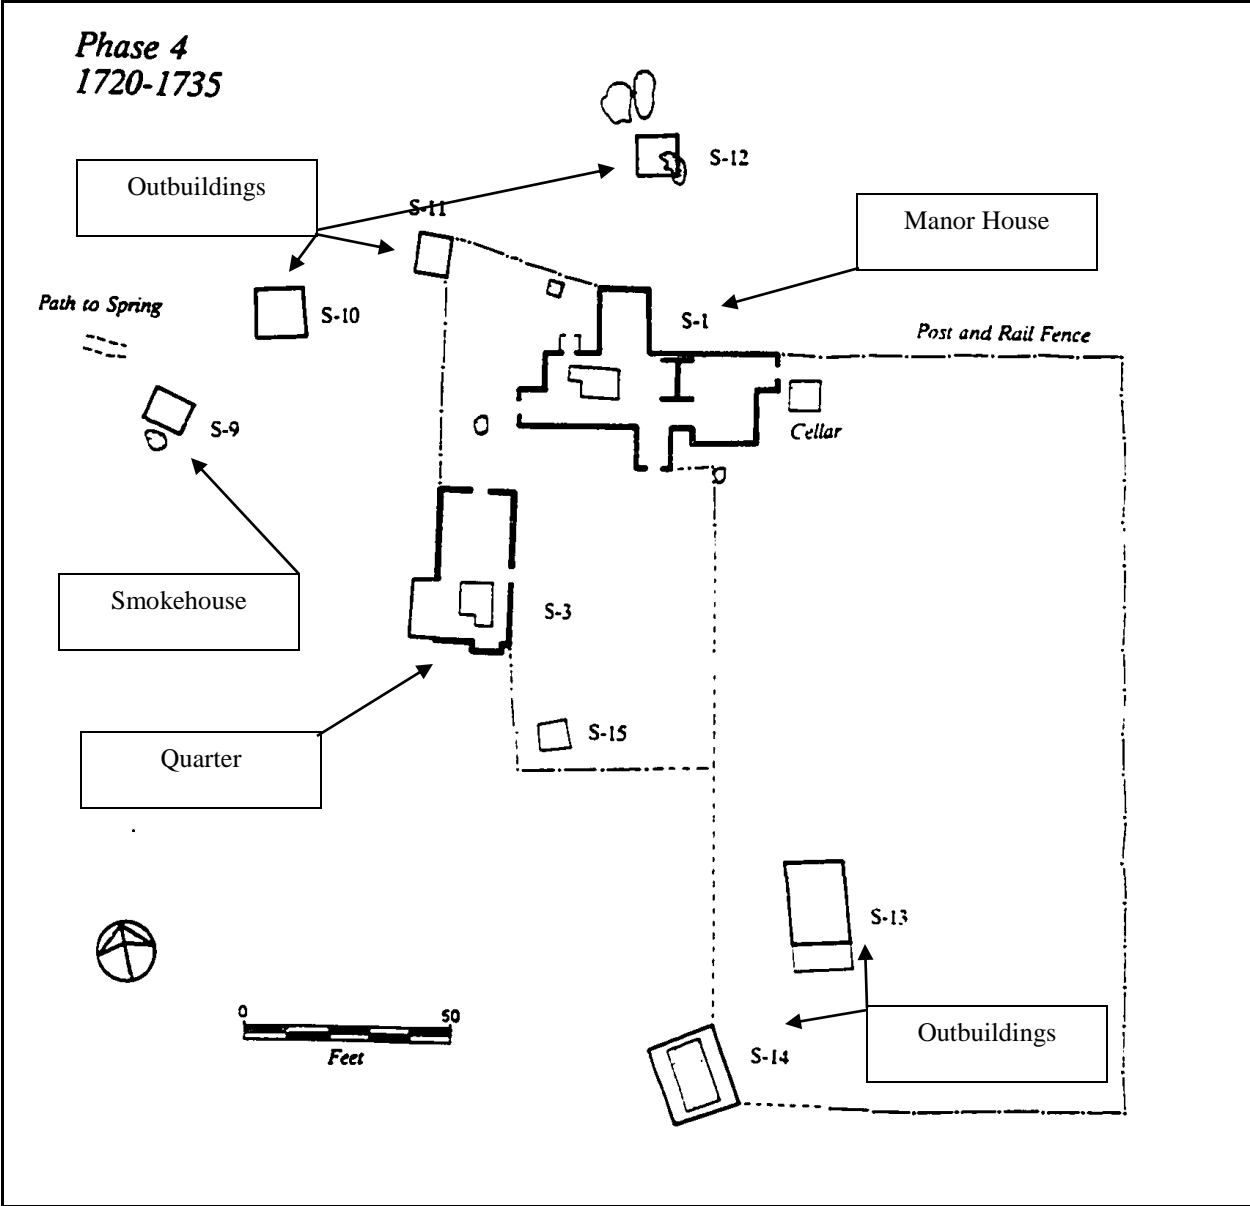 Phase 4
1720-1735
S-12
Outbuildings
S-11
Manor House
Path to Spring
S-10
S-1
Post and Rail Fence
S-9
Cellar
Smokehouse
S-3
Quarter
S-15
S-13
0 50
Feet
Outbuildings
S-14